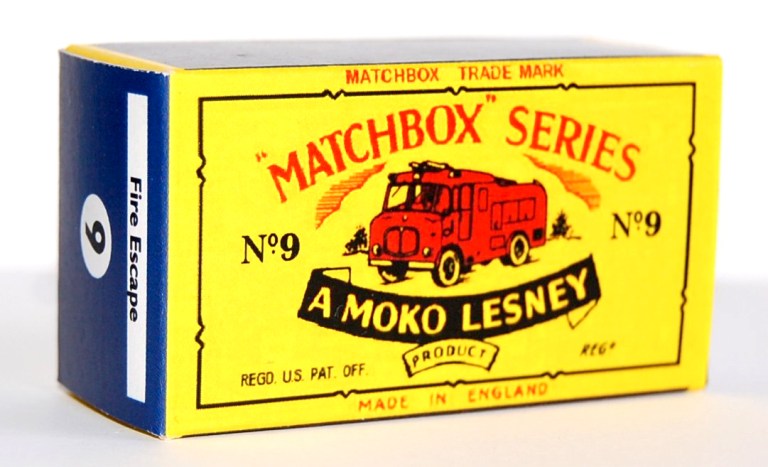 MATCHBOX TRADE MARK
"MATCHBOX" SERIES
Nº9
Nº9
A MOKO LESNEY
PRODUCT
REGD. U.S. PAT. OFF.
REGº
MADE IN ENGLAND
Fire Escape
9